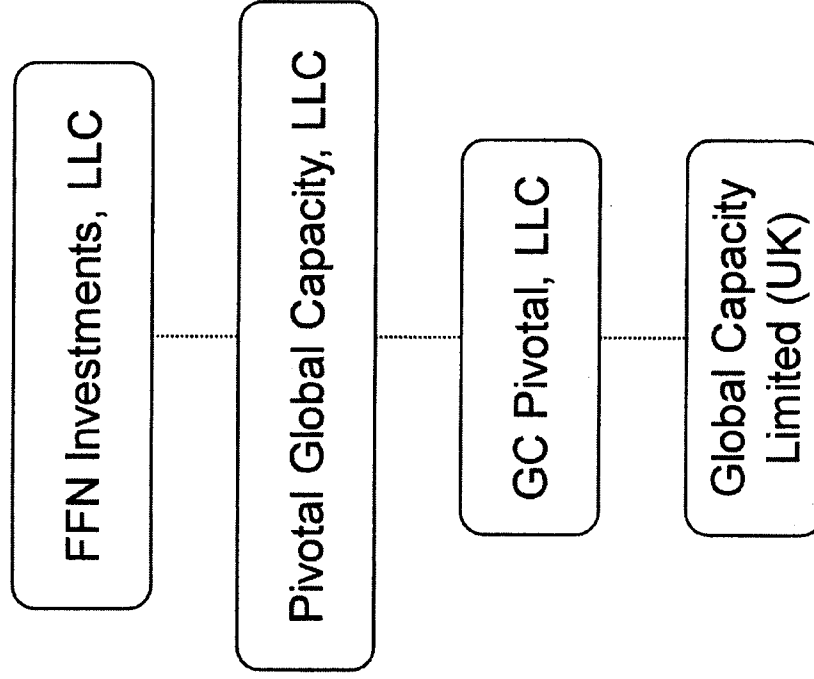 FFN Investments, LLC
Pivotal Global Capacity, LLC
GC Pivotal, LLC
Global Capacity
Limited (UK)